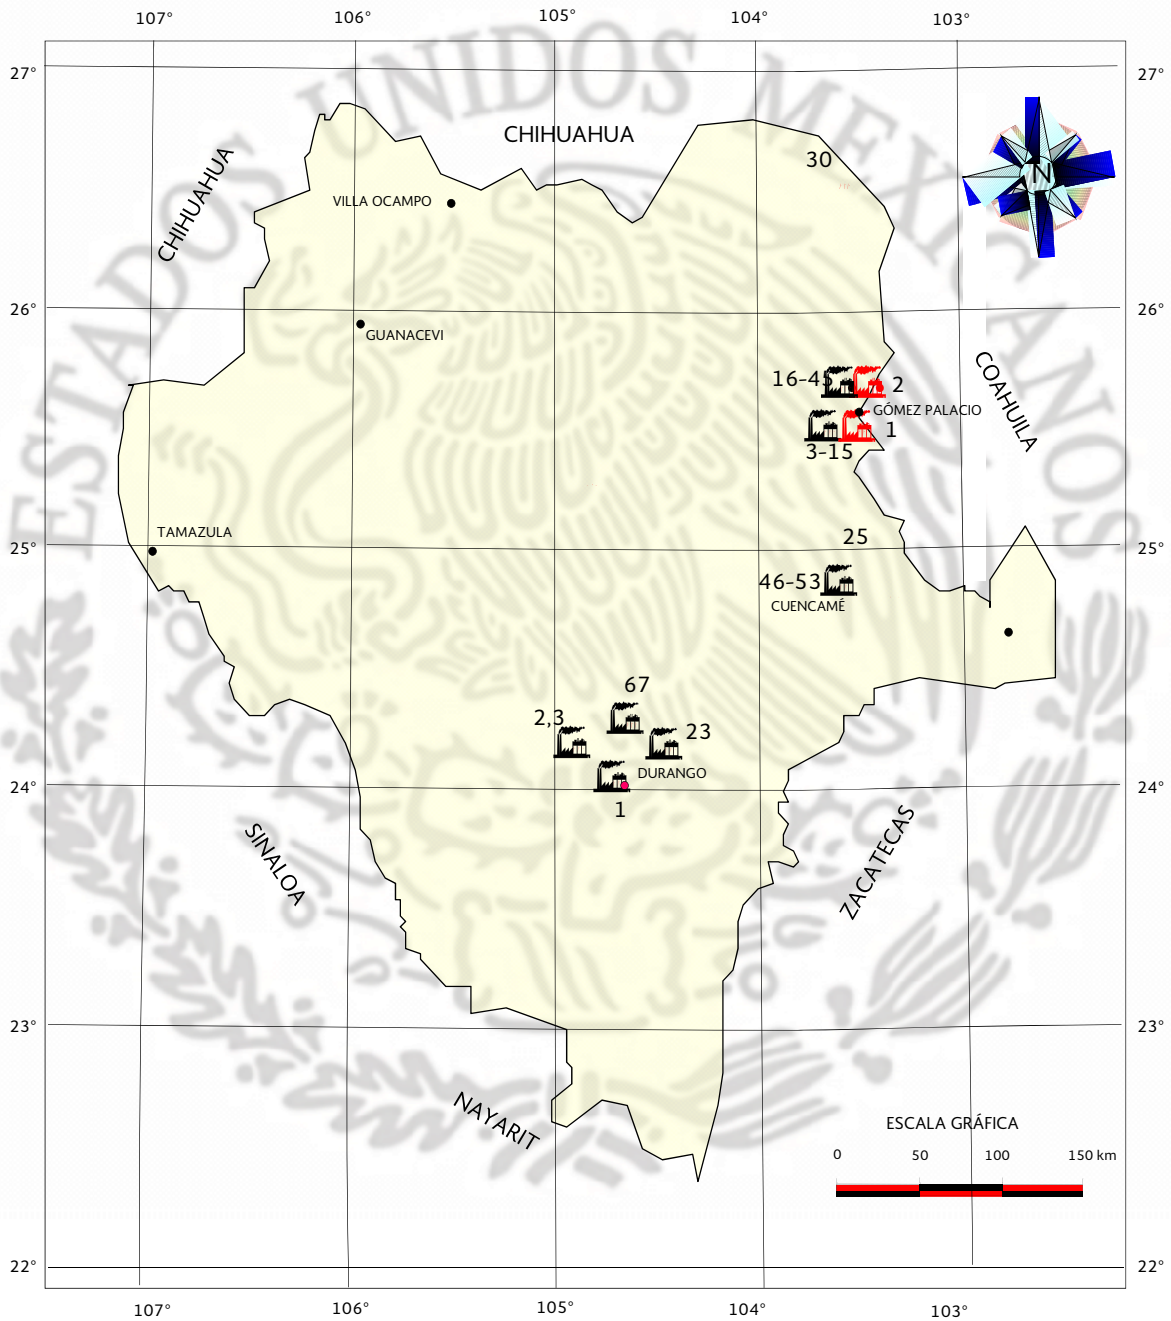 107°
106°
105°
104°
103°
27°
27°
ESTADOS UNIDOS MEXICANOS
CHIHUAHUA
CHIHUAHUA
30
N
VILLA OCAMPO
26°
26°
GUANACEVI
COAHUILA
16-45
2
GÓMEZ PALACIO
1
3-15
TAMAZULA
25
25°
25°
46-53
CUENCAMÉ
67
2,3
23
DURANGO
24°
24°
1
SINALOA
ZACATECAS
23°
23°
NAYARIT
ESCALA GRÁFICA
0 50 100 150 km
22°
22°
107°
106°
105°
104°
103°